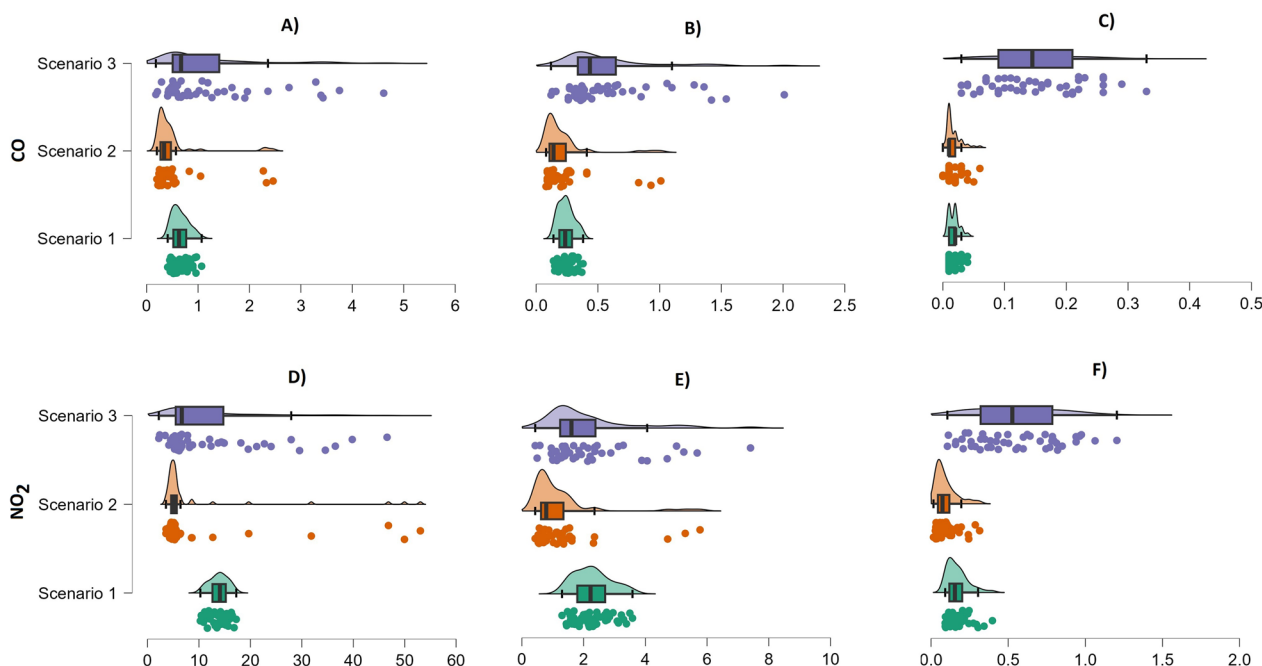 A)
B)
C)
CO
Scenario 3
Scenario 2
Scenario 1
0 1 2 3 4 5 6
0.0 0.5 1.0 1.5 2.0 2.5
0.0 0.1 0.2 0.3 0.4 0.5
D)
E)
F)
NO2
Scenario 3
Scenario 2
Scenario 1
0 10 20 30 40 50 60
0 2 4 6 8 10
0.0 0.5 1.0 1.5 2.0